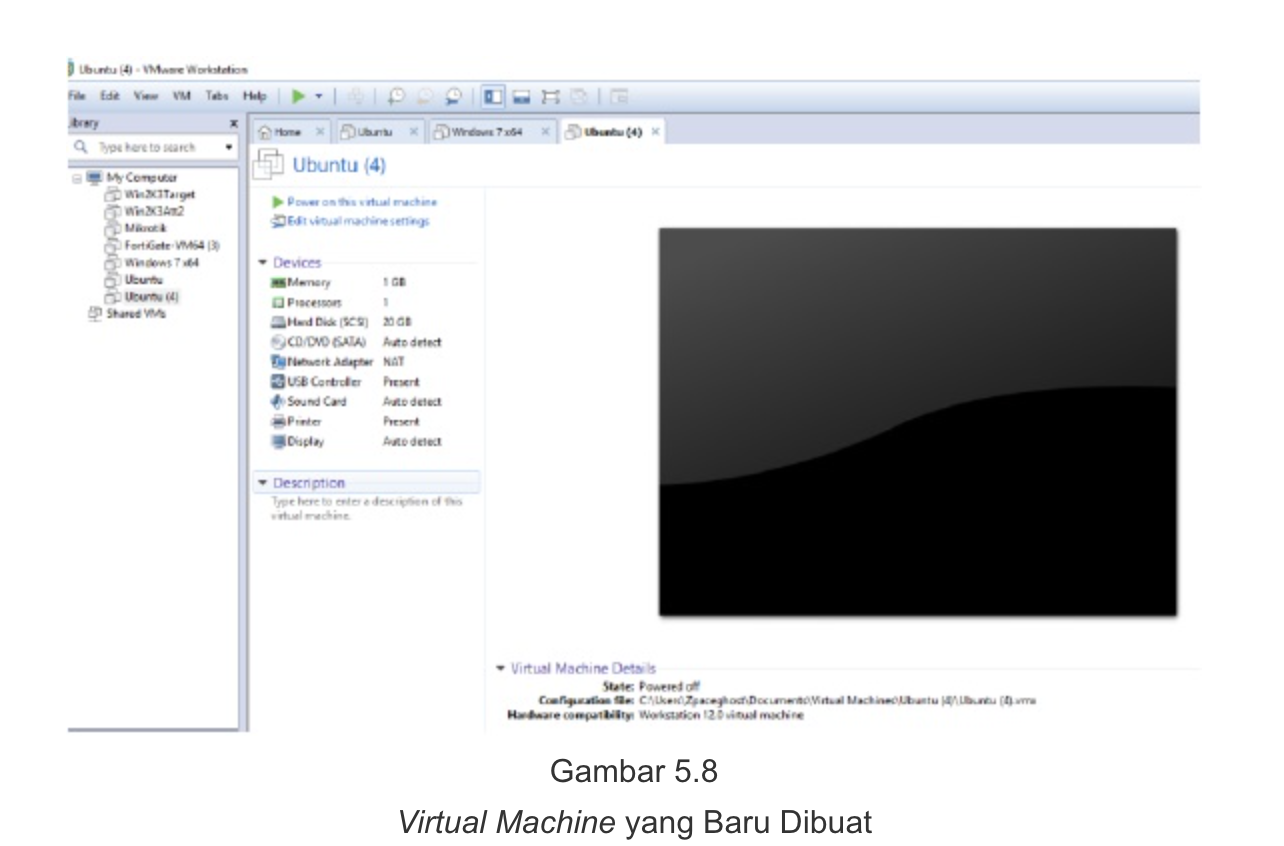 Ubuntu (4) - VMware Workstation
File Edit View VM Tabs Help
ibrary x
Type here to search
Home × Ubuntu × Windows 7 x64 × Ubuntu (4) ×
My Computer
Win2K3Target
Win2K3Att2
Mikrotik
FortiGate-VM64 (3)
Windows 7 x64
Ubuntu
Ubuntu (4)
Shared VMs
Ubuntu (4)
Power on this virtual machine
Edit virtual machine settings
Devices
Memory 1 GB
Processors 1
Hard Disk (SCSI) 20 GB
CD/DVD (SATA) Auto detect
Network Adapter NAT
USB Controller Present
Sound Card Auto detect
Printer Present
Display Auto detect
Description
Type here to enter a description of this
virtual machine.
Virtual Machine Details
State: Powered off
Configuration file: C:\Users\Zpaceghost\Documents\Virtual Machines\Ubuntu (4)\Ubuntu (4).vmx
Hardware compatibility: Workstation 12.0 virtual machine
Gambar 5.8
Virtual Machine yang Baru Dibuat